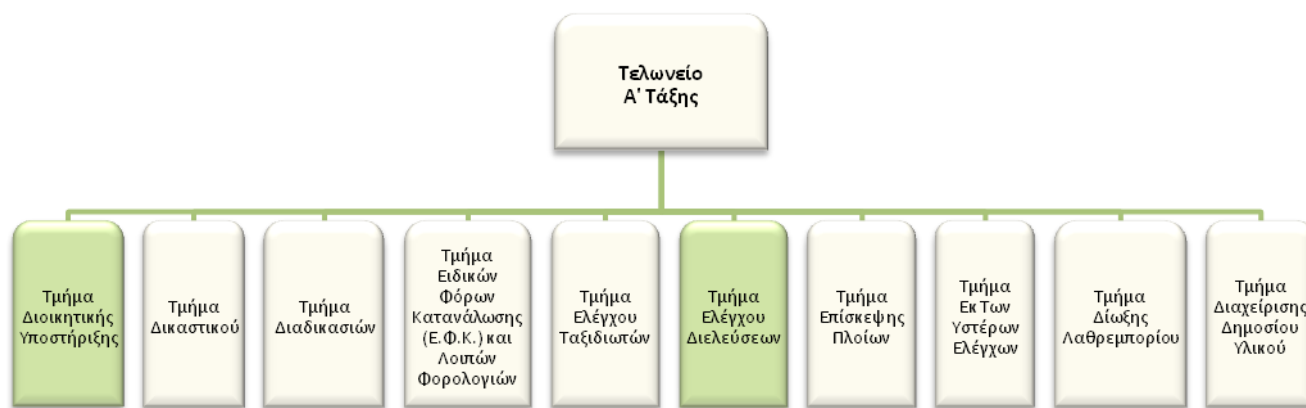 Τελωνείο
Α' Τάξης
Τμήμα
Διοικητικής
Υποστήριξης
Τμήμα
Δικαστικού
Τμήμα
Διαδικασιών
Τμήμα
Ειδικών
Φόρων
Κατανάλωσης
(Ε.Φ.Κ.) και
Λοιπών
Φορολογιών
Τμήμα
Ελέγχου
Ταξιδιωτών
Τμήμα
Ελέγχου
Διελεύσεων
Τμήμα
Επίσκεψης
Πλοίων
Τμήμα
Εκ Των
Υστέρων
Ελέγχων
Τμήμα
Δίωξης
Λαθρεμπορίου
Τμήμα
Διαχείρισης
Δημοσίου
Υλικού